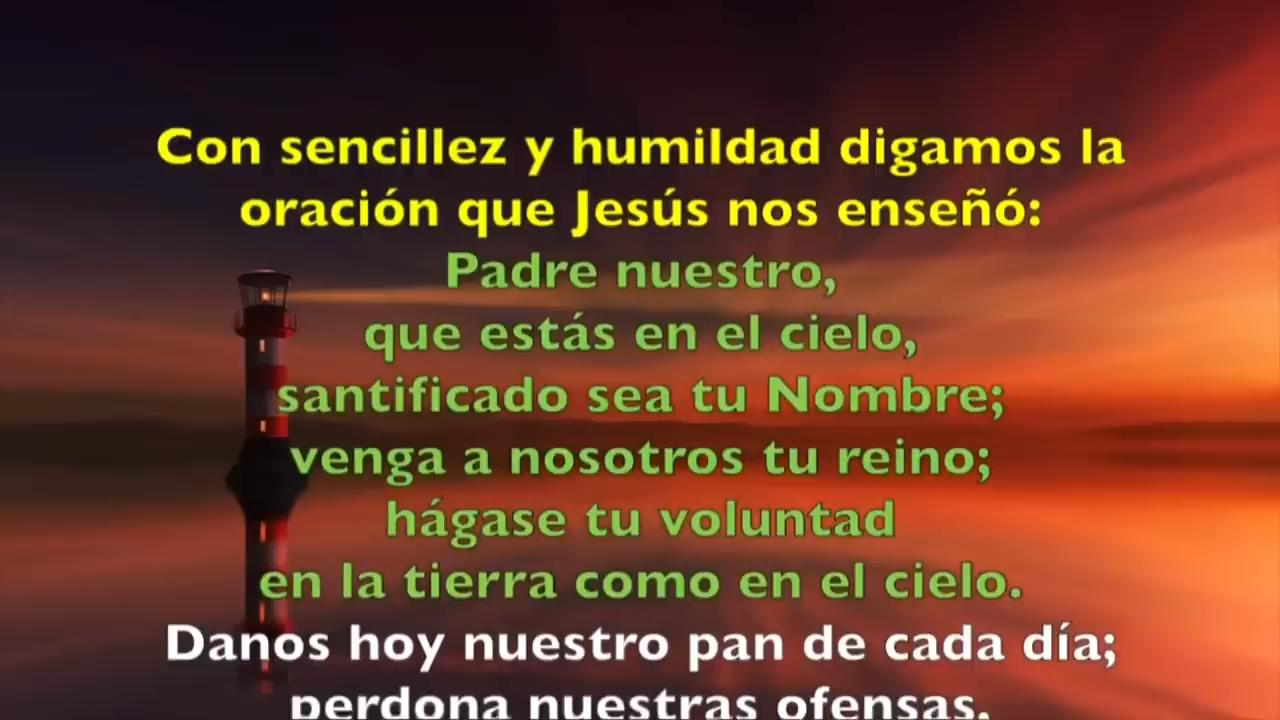 Con sencillez y humildad digamos la
oración que Jesús nos enseñó:
Padre nuestro,
que estás en el cielo,
santificado sea tu Nombre;
venga a nosotros tu reino;
hágase tu voluntad
en la tierra como en el cielo.
Danos hoy nuestro pan de cada día;
perdona nuestras ofensas,